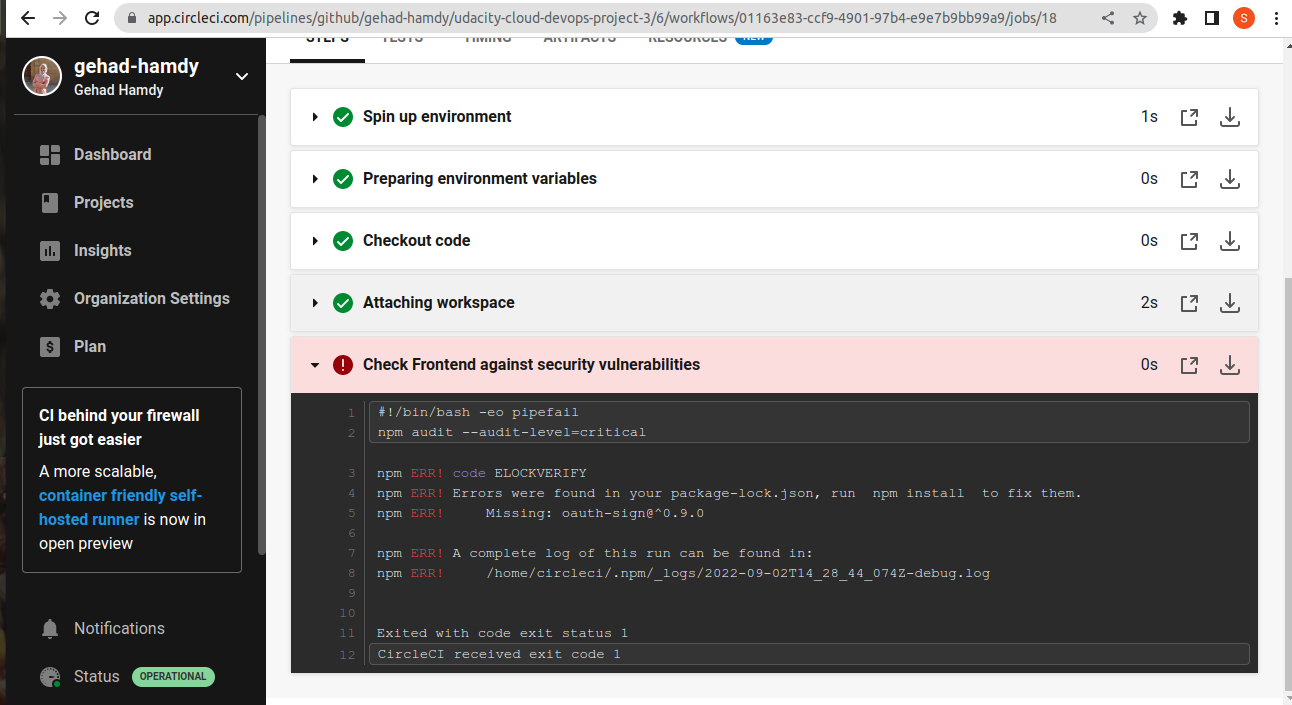 app.circleci.com/pipelines/github/gehad-hamdy/udacity-cloud-devops-project-3/6/workflows/01163e83-ccf9-4901-97b4-e9e7b9bb99a9/jobs/18
S
gehad-hamdy
Gehad Hamdy
Dashboard
Projects
Insights
Organization Settings
Plan
CI behind your firewall
just got easier
A more scalable,
container friendly self-
hosted runner is now in
open preview
Notifications
Status OPERATIONAL
STEPS TESTS TIMING ARTIFACTS RESOURCES NEW
Spin up environment 1s
Preparing environment variables 0s
Checkout code 0s
Attaching workspace 2s
Check Frontend against security vulnerabilities 0s
1 #!/bin/bash -eo pipefail
2 npm audit --audit-level=critical
3 npm ERR! code ELOCKVERIFY
4 npm ERR! Errors were found in your package-lock.json, run  npm install  to fix them.
5 npm ERR!     Missing: oauth-sign@^0.9.0
6
7 npm ERR! A complete log of this run can be found in:
8 npm ERR!     /home/circleci/.npm/_logs/2022-09-02T14_28_44_074Z-debug.log
9
10
11 Exited with code exit status 1
12 CircleCI received exit code 1